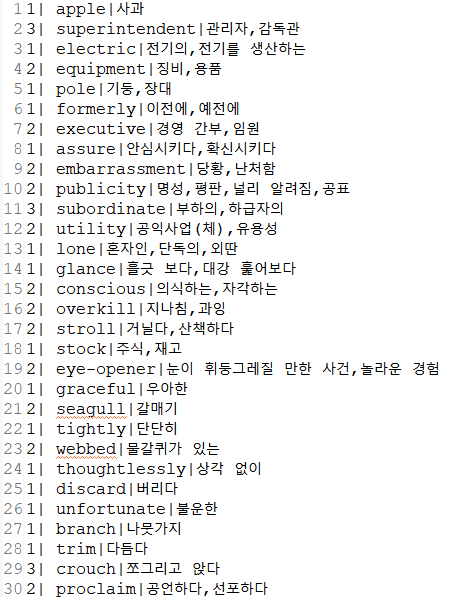 1 1| apple|사과
2 3| superintendent|관리자,감독관
3 1| electric|전기의,전기를 생산하는
4 2| equipment|징비,용품
5 1| pole|기둥,장대
6 1| formerly|이전에,예전에
7 2| executive|경영 간부,임원
8 1| assure|안심시키다,확신시키다
9 2| embarrassment|당황,난처함
10 2| publicity|명성,평판,널리 알려짐,공표
11 3| subordinate|부하의,하급자의
12 2| utility|공익사업(체),유용성
13 1| lone|혼자인,단독의,외딴
14 1| glance|흘긋 보다,대강 훑어보다
15 2| conscious|의식하는,자각하는
16 2| overkill|지나침,과잉
17 2| stroll|거닐다,산책하다
18 1| stock|주식,재고
19 2| eye-opener|눈이 휘둥그레질 만한 사건,놀라운 경험
20 1| graceful|우아한
21 2| seagull|갈매기
22 1| tightly|단단히
23 2| webbed|물갈퀴가 있는
24 1| thoughtlessly|상각 없이
25 1| discard|버리다
26 1| unfortunate|불운한
27 1| branch|나뭇가지
28 1| trim|다듬다
29 3| crouch|쪼그리고 앉다
30 2| proclaim|공언하다,선포하다